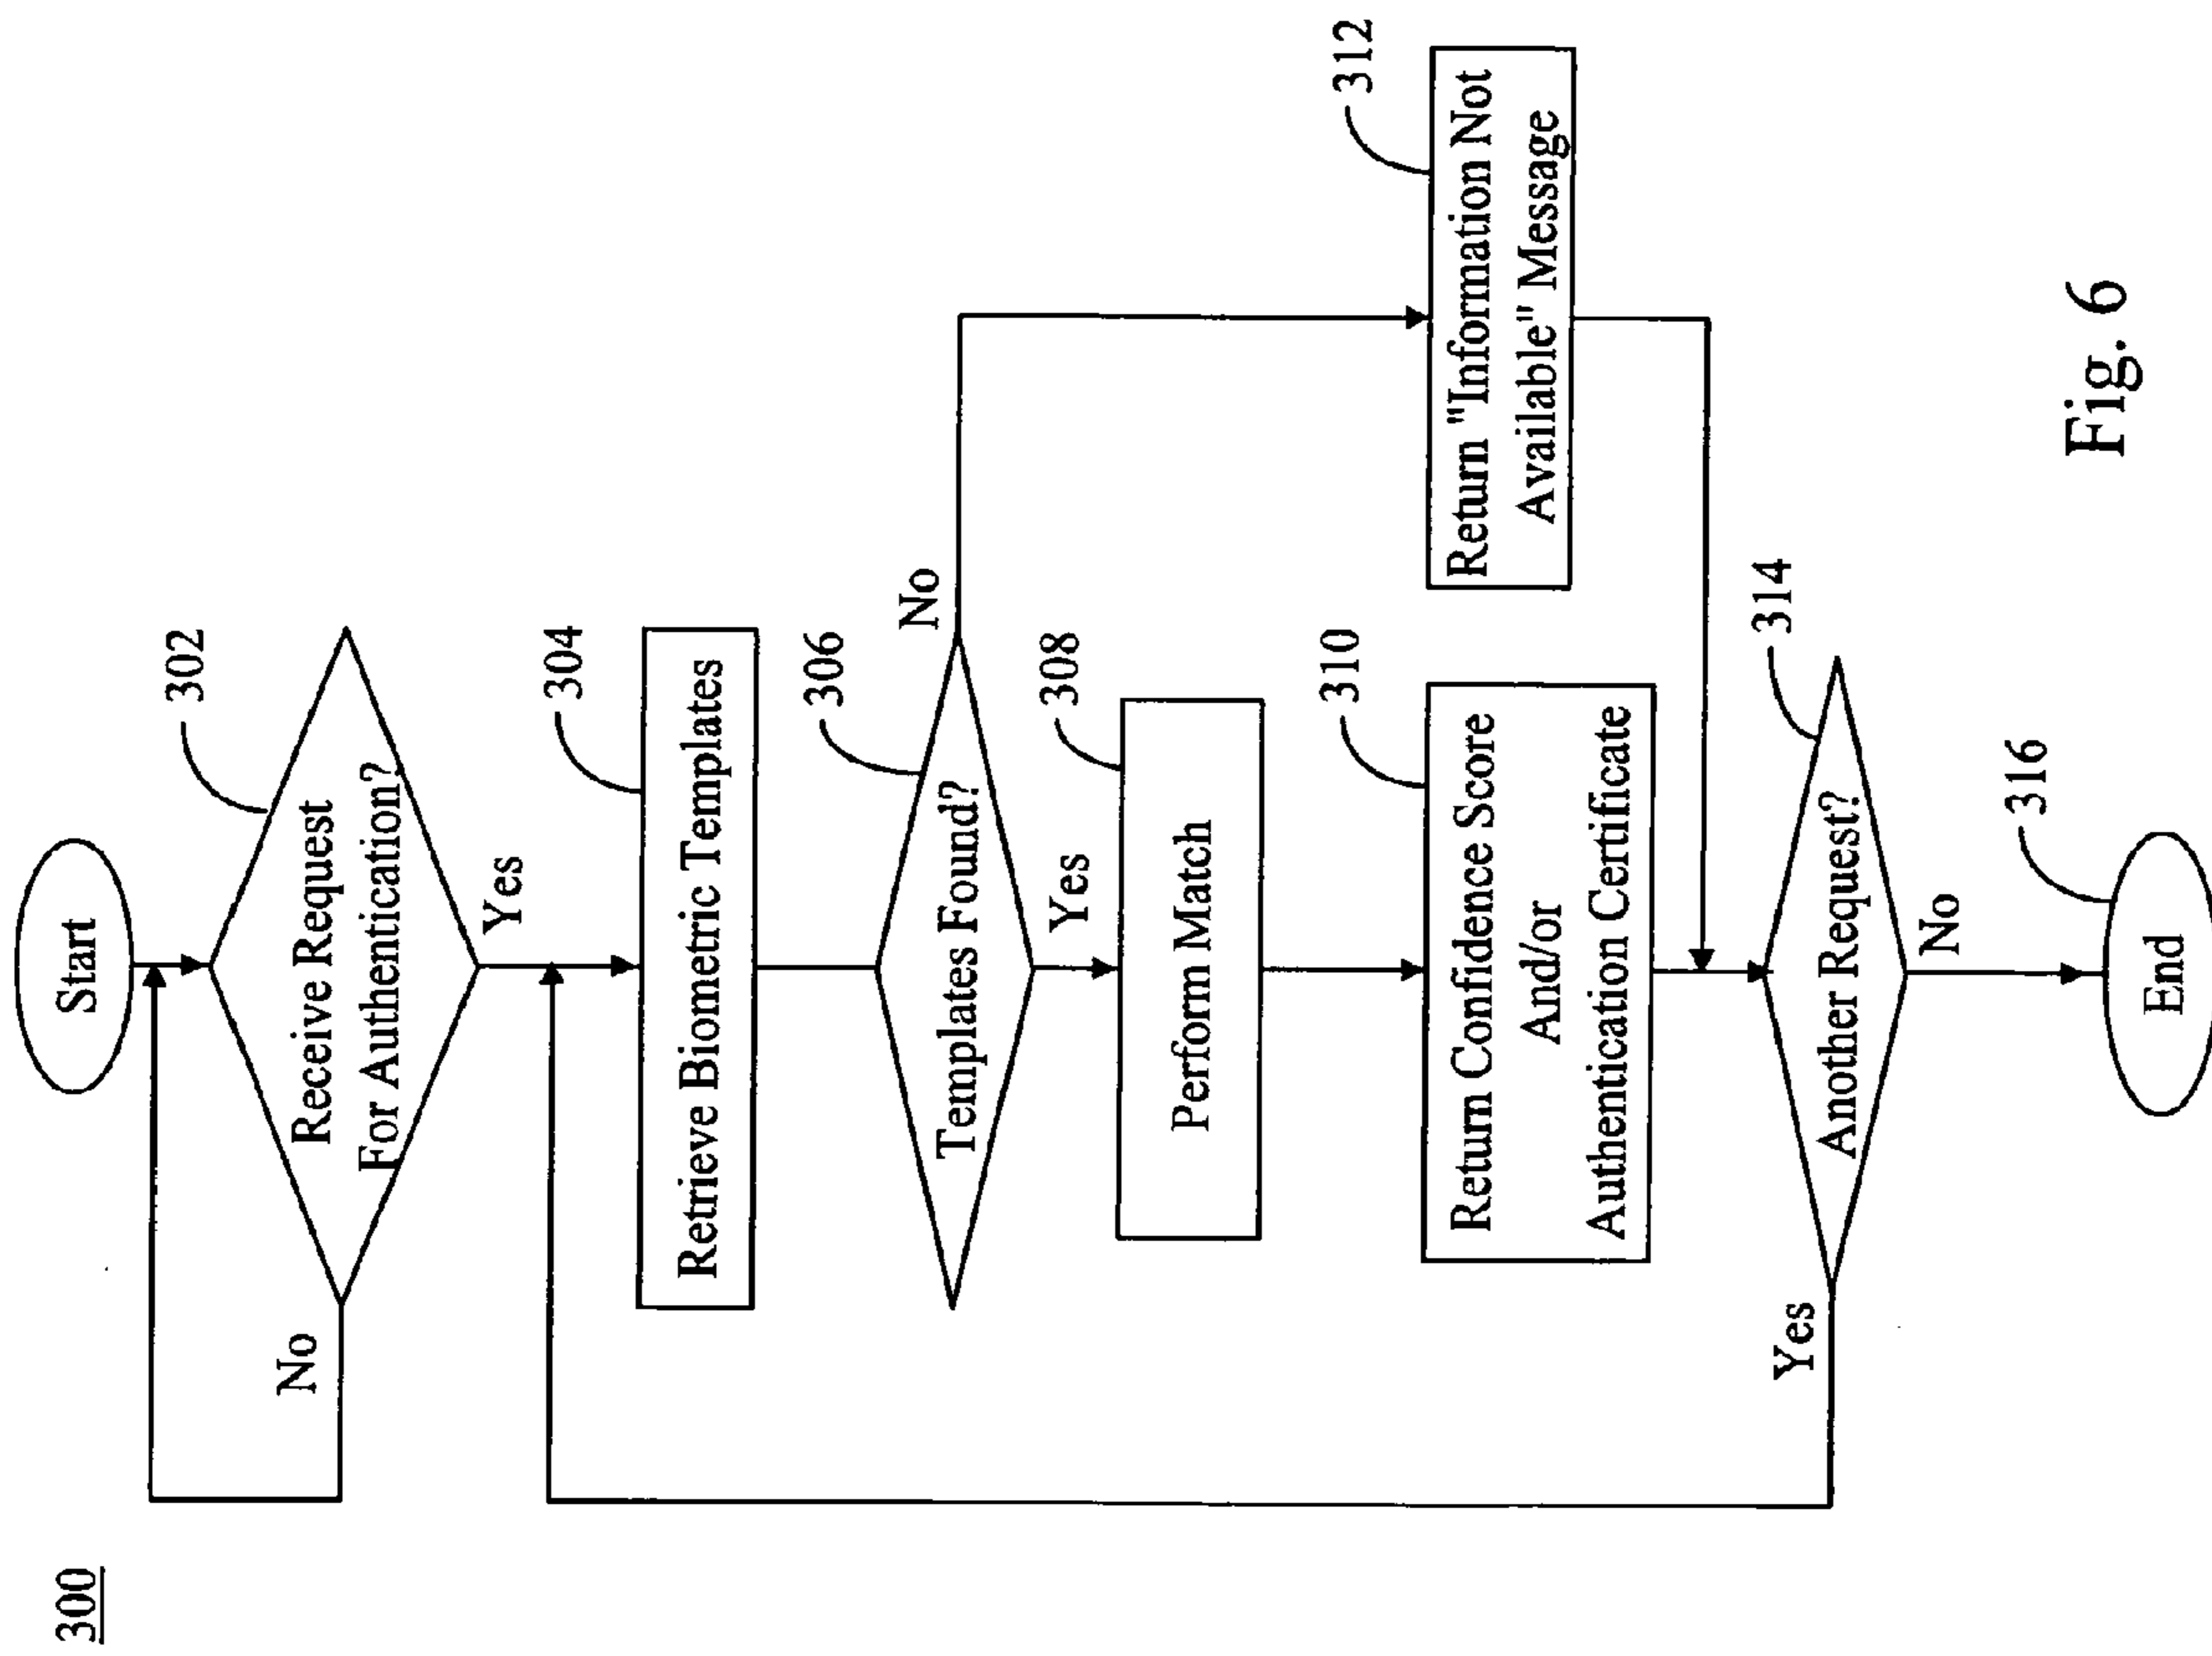 300
Start
302
Receive Request
For Authentication?
No
Yes
304
Retrieve Biometric Templates
306
Templates Found?
No
Yes
308
Perform Match
310
Return Confidence Score
And/or
Authentication Certificate
312
Return "Information Not
Available" Message
314
Another Request?
Yes
No
316
End
Fig. 6